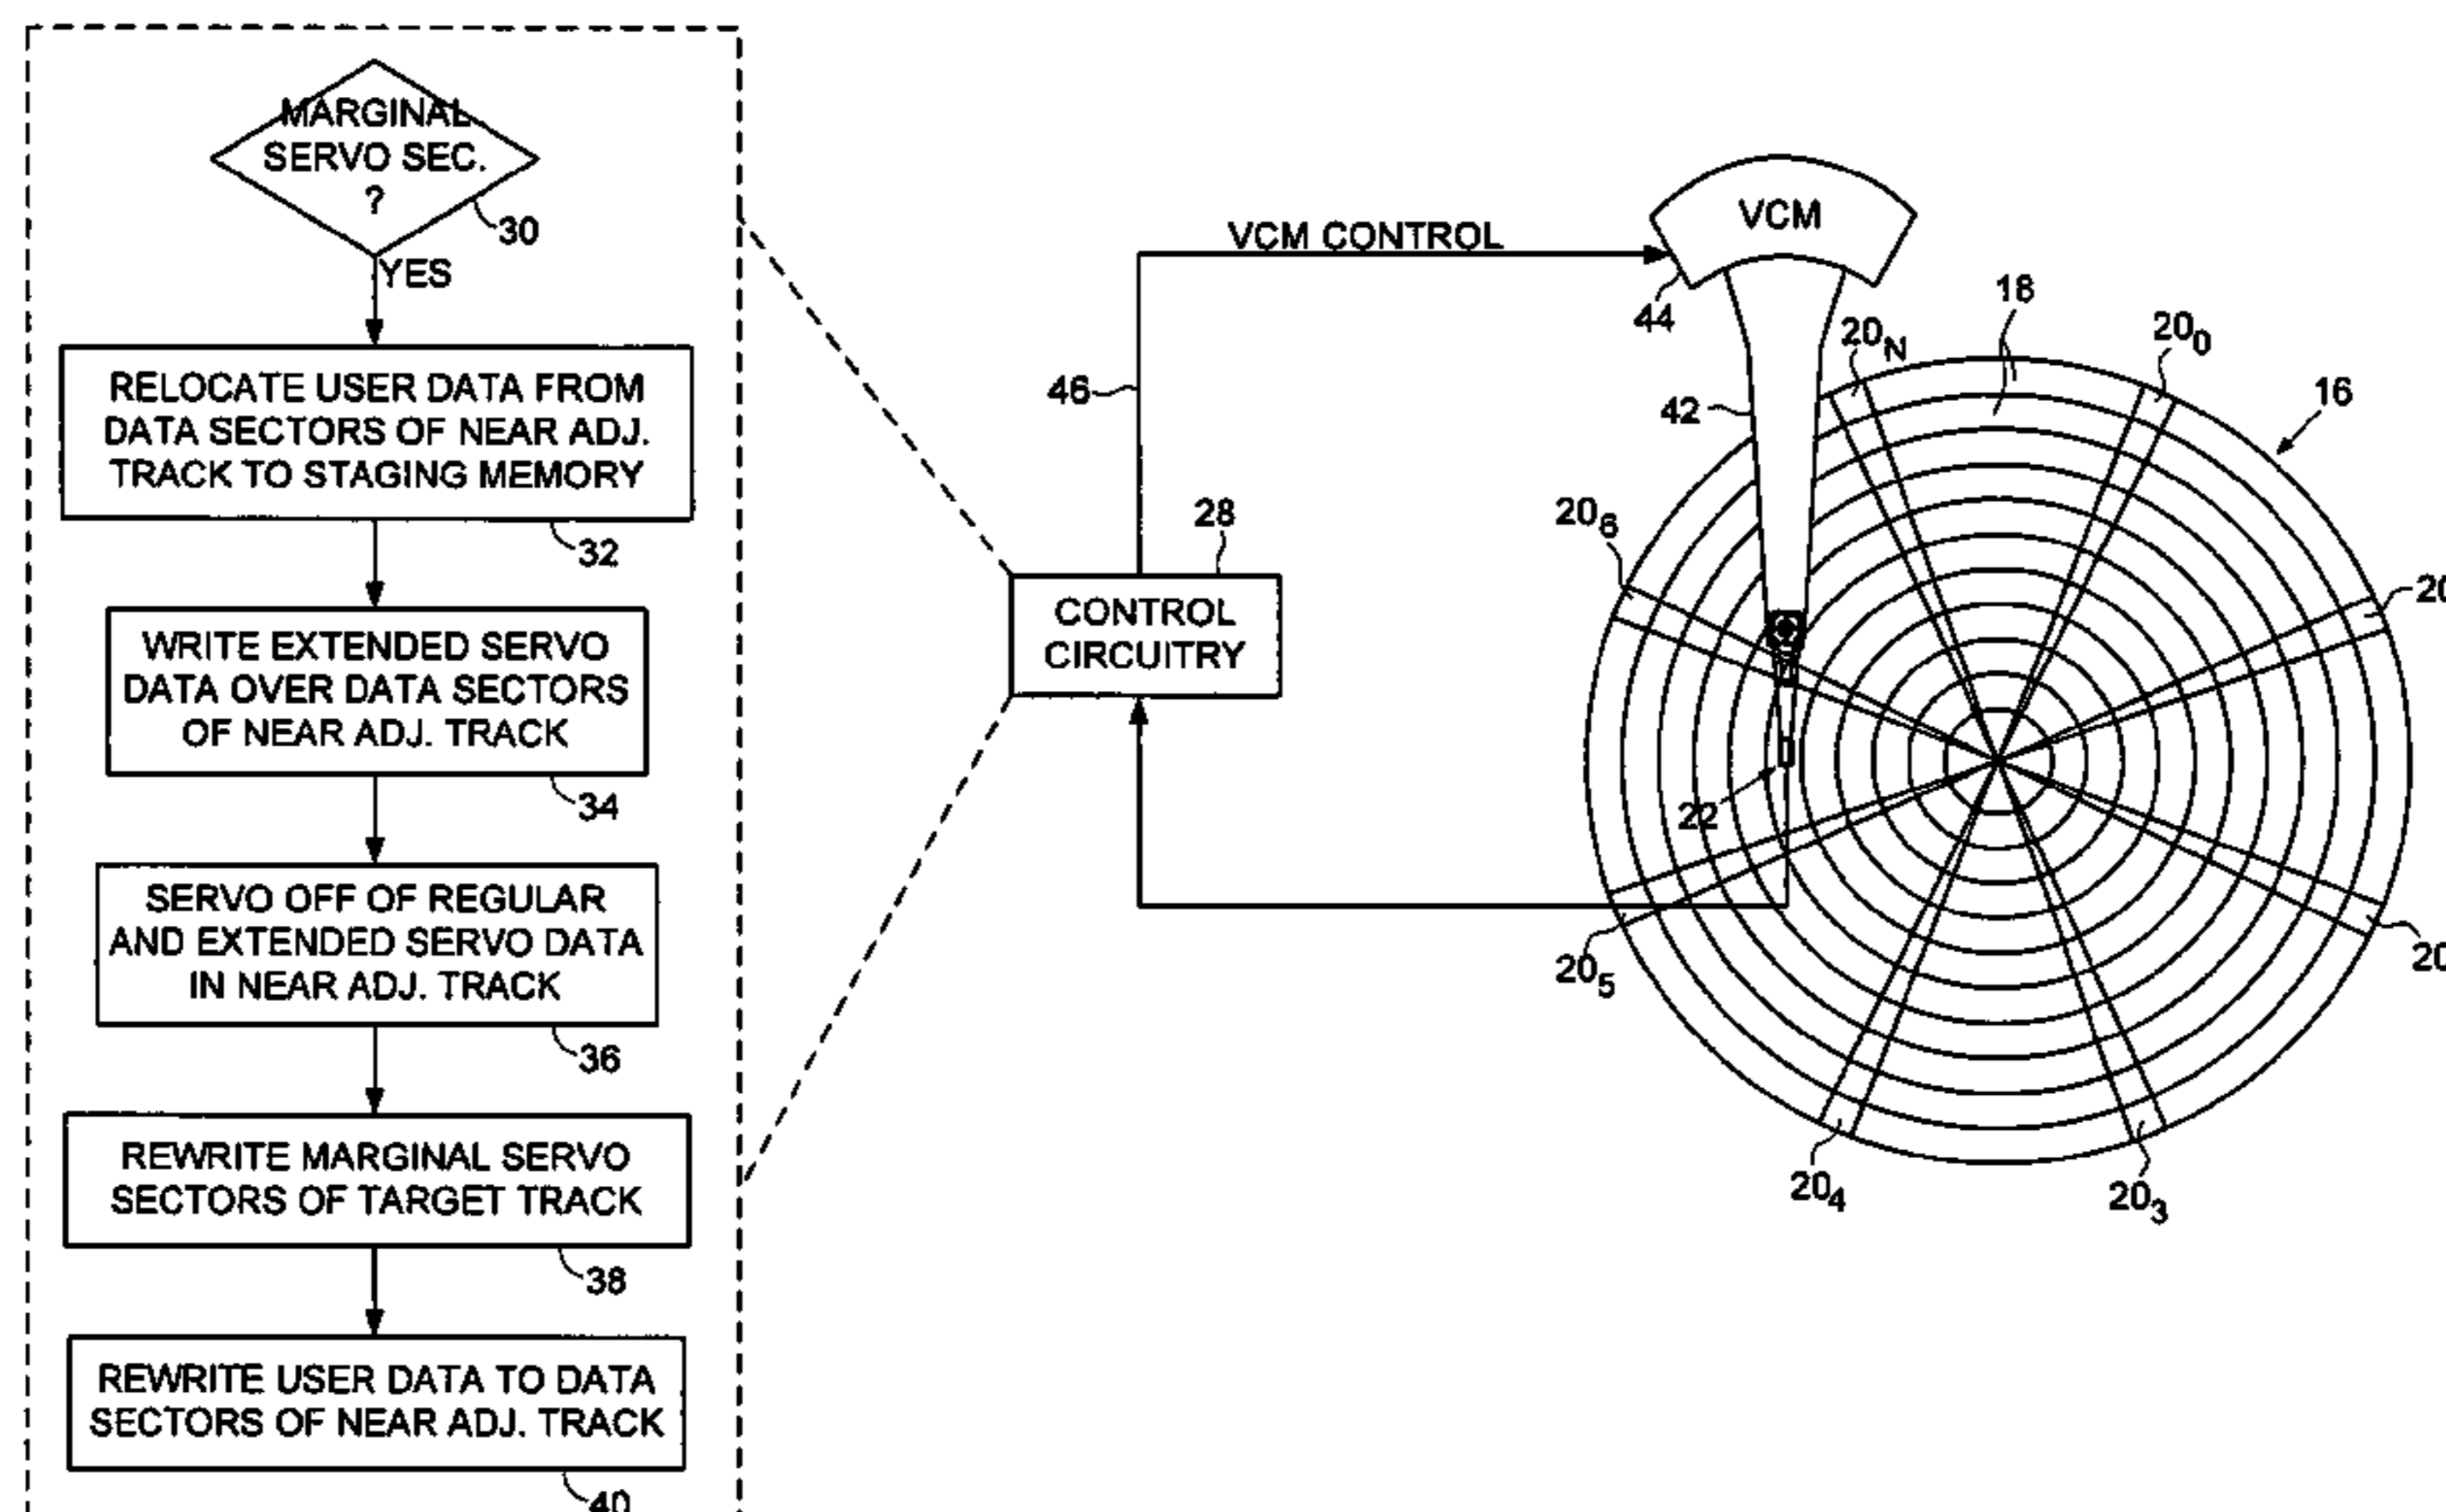 MARGINAL
SERVO SEC.
?
30
YES
RELOCATE USER DATA FROM
DATA SECTORS OF NEAR ADJ.
TRACK TO STAGING MEMORY
32
WRITE EXTENDED SERVO
DATA OVER DATA SECTORS
OF NEAR ADJ. TRACK
34
SERVO OFF OF REGULAR
AND EXTENDED SERVO DATA
IN NEAR ADJ. TRACK
36
REWRITE MARGINAL SERVO
SECTORS OF TARGET TRACK
38
REWRITE USER DATA TO DATA
SECTORS OF NEAR ADJ. TRACK
40
VCM CONTROL
46
28
CONTROL
CIRCUITRY
VCM
44
42
20N
18
200
16
206
20
22
205
20
204
203